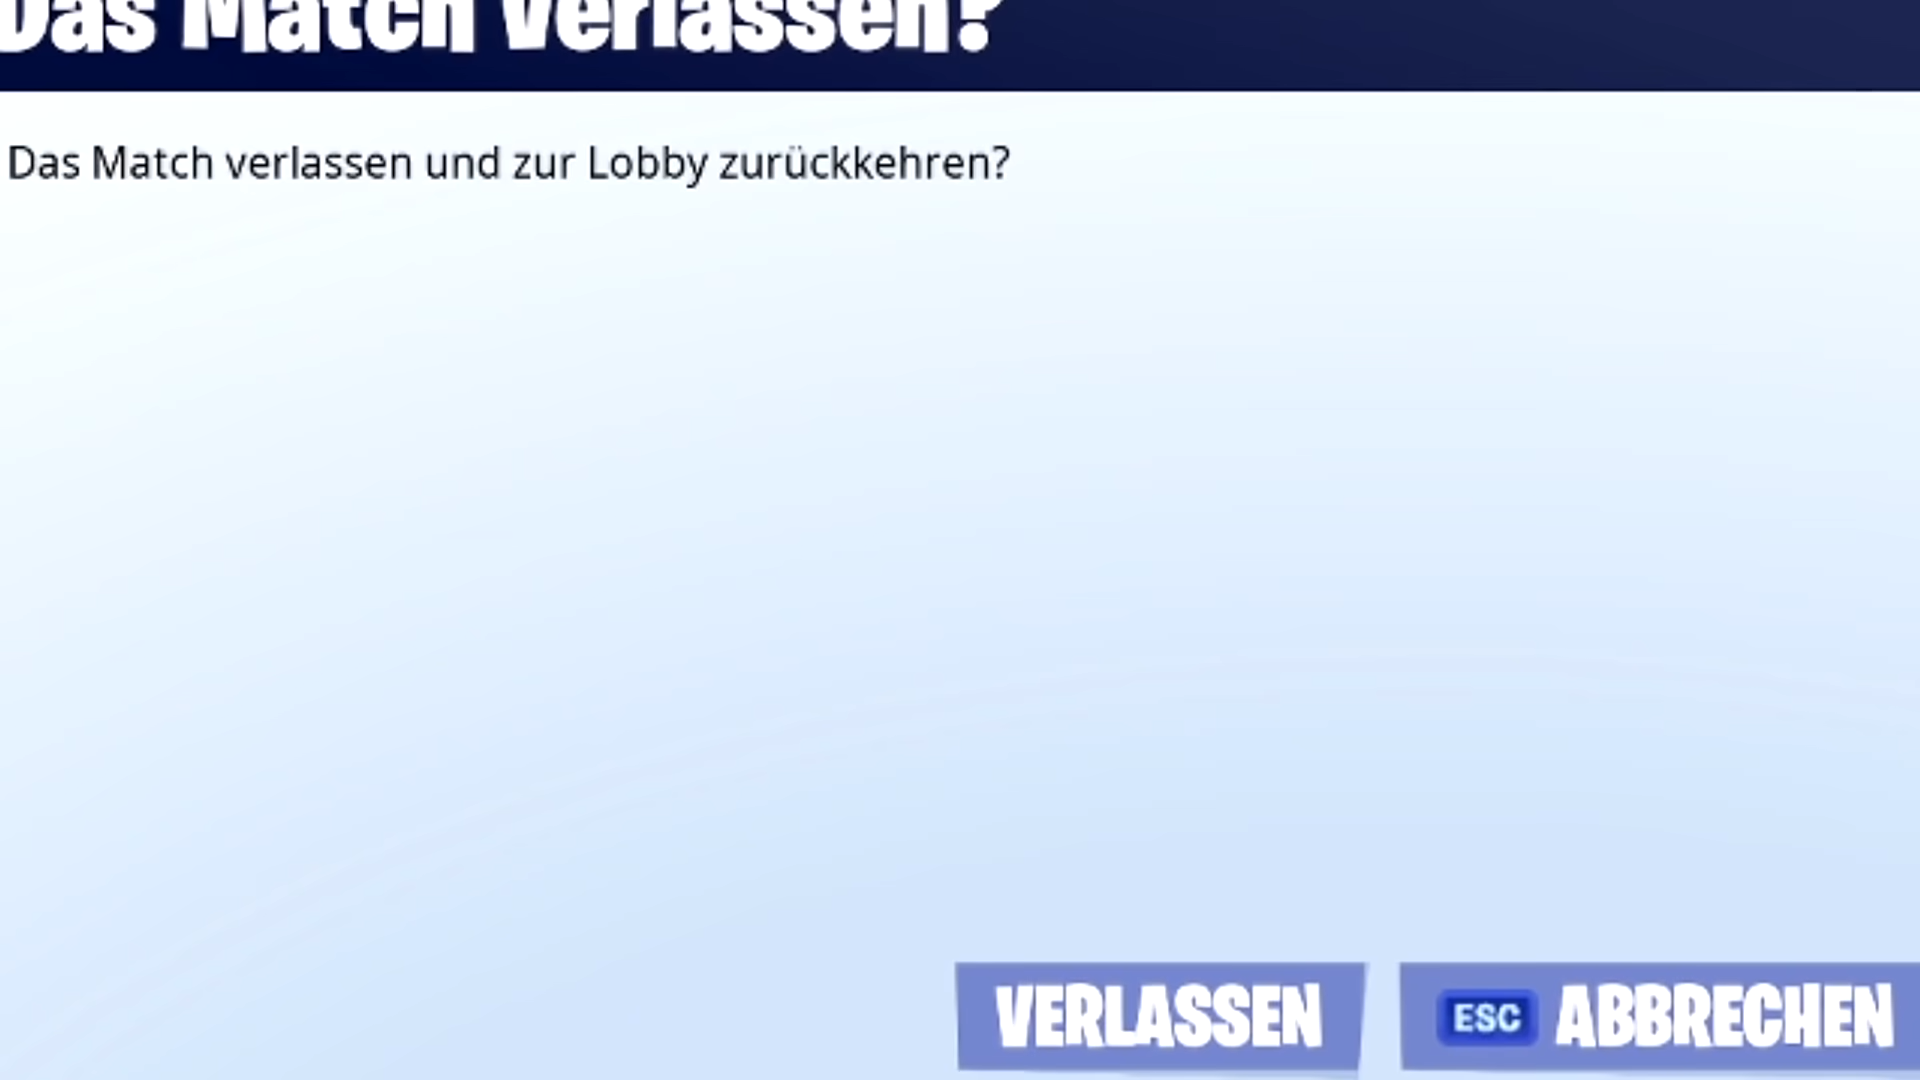 Das Match verlassen?
Das Match verlassen und zur Lobby zurückkehren?
VERLASSEN
ESC ABBRECHEN